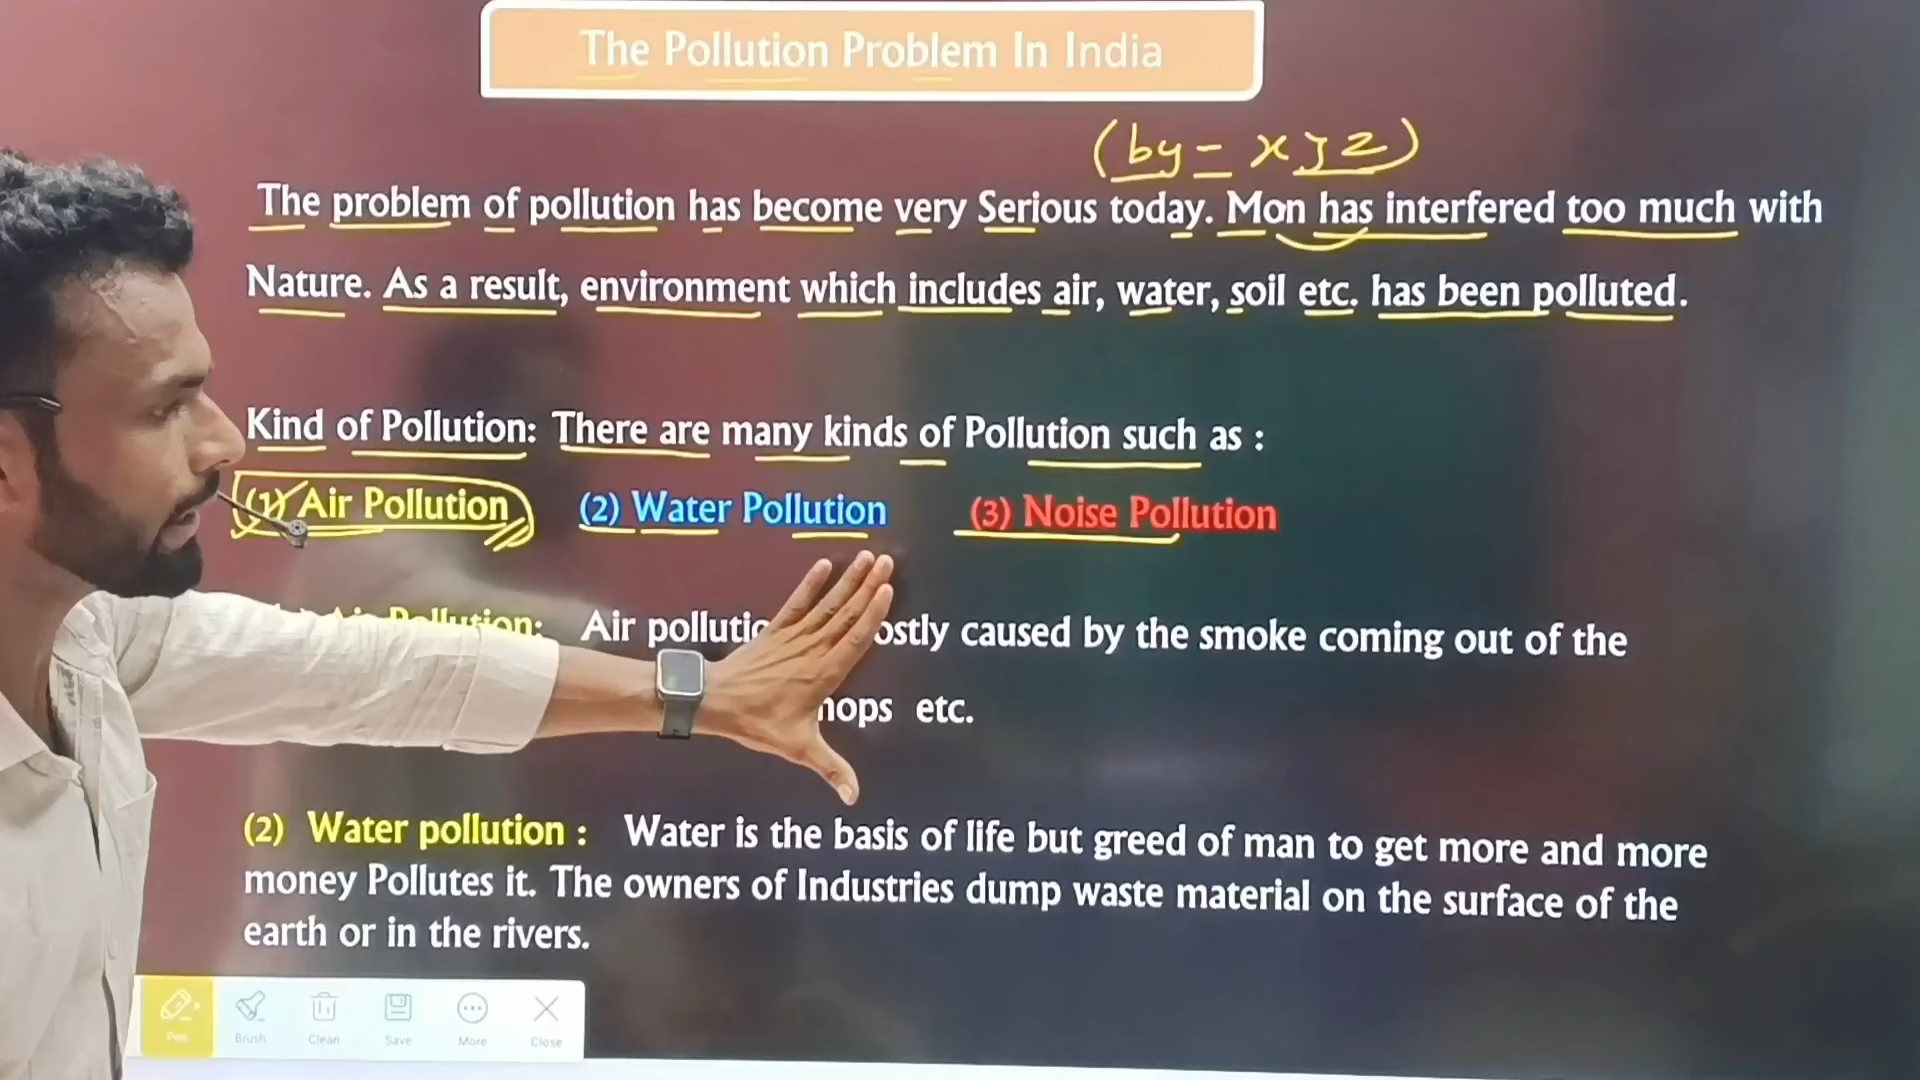 The Pollution Problem In India
(by = x y z)
The problem of pollution has become very Serious today. Mon has interfered too much with
Nature. As a result, environment which includes air, water, soil etc. has been polluted.
Kind of Pollution: There are many kinds of Pollution such as :
(1) Air Pollution (2) Water Pollution (3) Noise Pollution
Air Pollution: Air caused by the smoke coming out of the
etc.
(2) Water pollution : Water is the basis of life but greed of man to get more and more
money Pollutes it. The owners of Industries dump waste material on the surface of the
earth or in the rivers.
Pen Brush Clean Save More Close